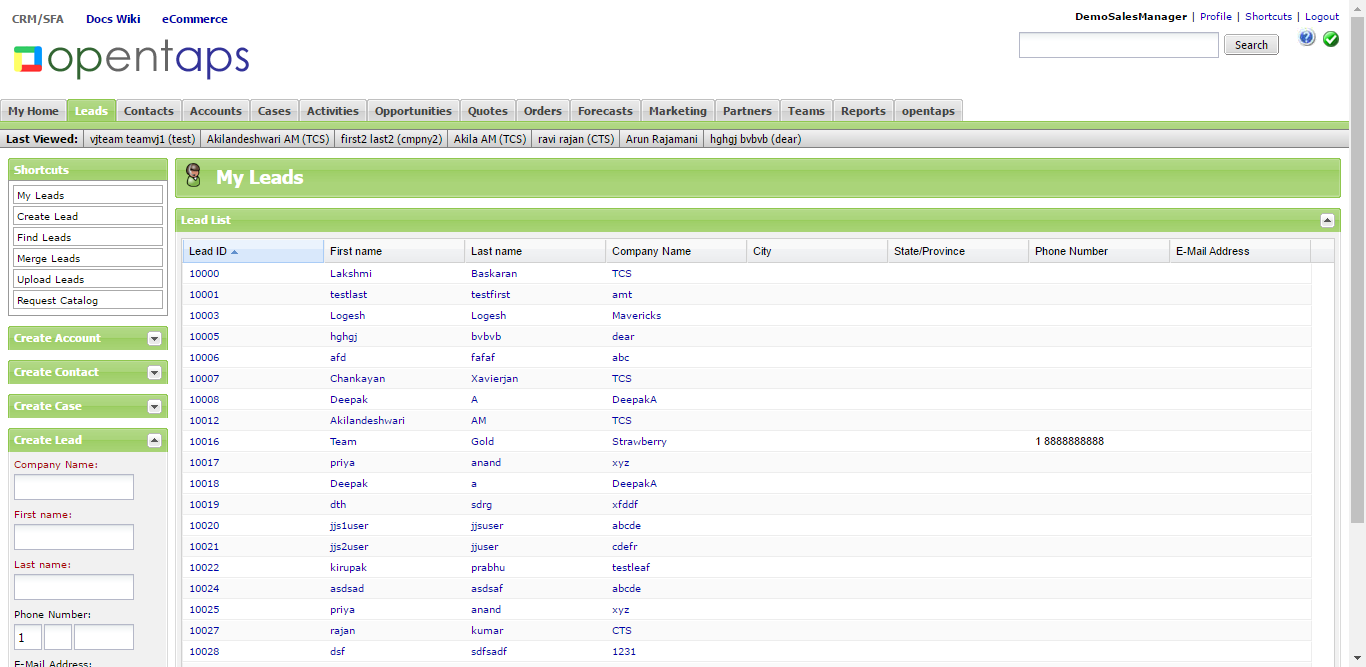 CRM/SFA Docs Wiki eCommerce
DemoSalesManager | Profile | Shortcuts | Logout
opentaps
Search
My Home Leads Contacts Accounts Cases Activities Opportunities Quotes Orders Forecasts Marketing Partners Teams Reports opentaps
Last Viewed: vjteam teamvj1 (test) Akilandeshwari AM (TCS) first2 last2 (cmpny2) Akila AM (TCS) ravi rajan (CTS) Arun Rajamani hghgj bvbvb (dear)
Shortcuts
My Leads
Create Lead
Find Leads
Merge Leads
Upload Leads
Request Catalog
Create Account
Create Contact
Create Case
Create Lead
Company Name:
First name:
Last name:
Phone Number:
1
E-Mail Address:
My Leads
Lead List
Lead ID First name Last name Company Name City State/Province Phone Number E-Mail Address
10000 Lakshmi Baskaran TCS
10001 testlast testfirst amt
10003 Logesh Logesh Mavericks
10005 hghgj bvbvb dear
10006 afd fafaf abc
10007 Chankayan Xavierjan TCS
10008 Deepak A DeepakA
10012 Akilandeshwari AM TCS
10016 Team Gold Strawberry 1 8888888888
10017 priya anand xyz
10018 Deepak a DeepakA
10019 dth sdrg xfddf
10020 jjs1user jjsuser abcde
10021 jjs2user jjuser cdefr
10022 kirupak prabhu testleaf
10024 asdsad asdsaf abcde
10025 priya anand xyz
10027 rajan kumar CTS
10028 dsf sdfsadf 1231